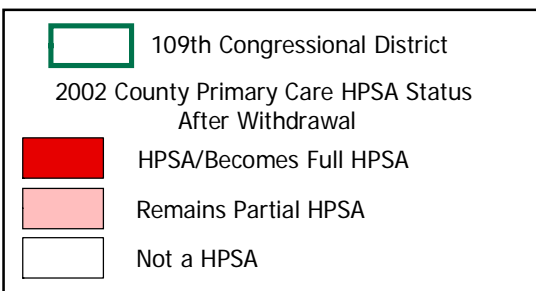 109th Congressional District
2002 County Primary Care HPSA Status
After Withdrawal
HPSA/Becomes Full HPSA
Remains Partial HPSA
Not a HPSA